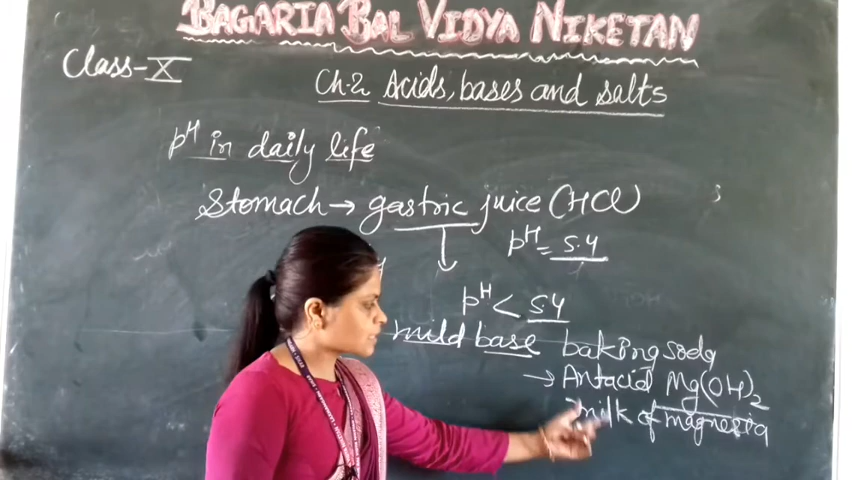 BAGARIA BAL VIDYA NIKETAN
Class-X
Ch-2 Acids, bases and salts
pH in daily life
Stomach → gastric juice (HCl)
pH = 5.4
pH < 5.4
mild base baking soda
→ Antacid Mg(OH)2
milk of magnesia